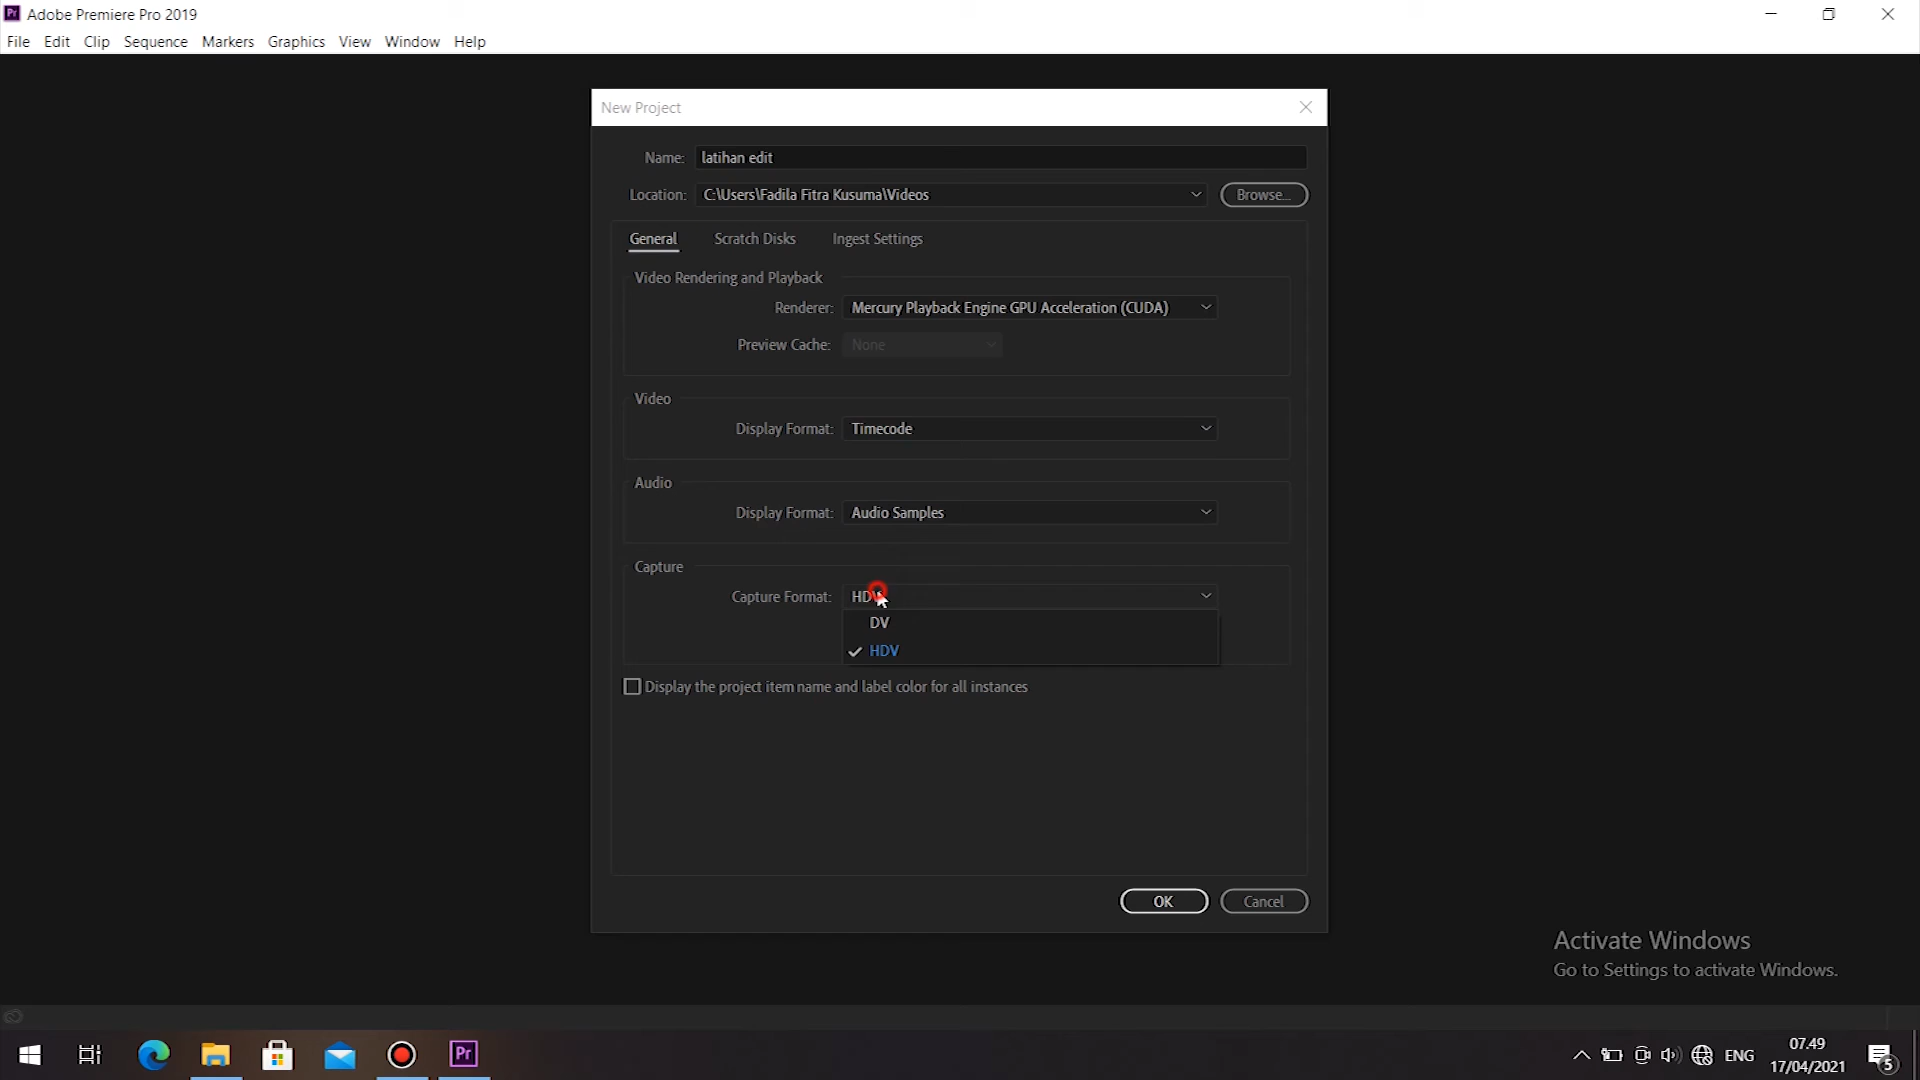 Pr Adobe Premiere Pro 2019
File Edit Clip Sequence Markers Graphics View Window Help
New Project
Name: latihan edit
Location: C:\Users\Fadila Fitra Kusuma\Videos Browse...
General Scratch Disks Ingest Settings
Video Rendering and Playback
Renderer: Mercury Playback Engine GPU Acceleration (CUDA)
Preview Cache: None
Video
Display Format: Timecode
Audio
Display Format: Audio Samples
Capture
Capture Format: HDV
DV
HDV
Display the project item name and label color for all instances
OK Cancel
Activate Windows
Go to Settings to activate Windows.
Pr ENG 07.49 5
17/04/2021